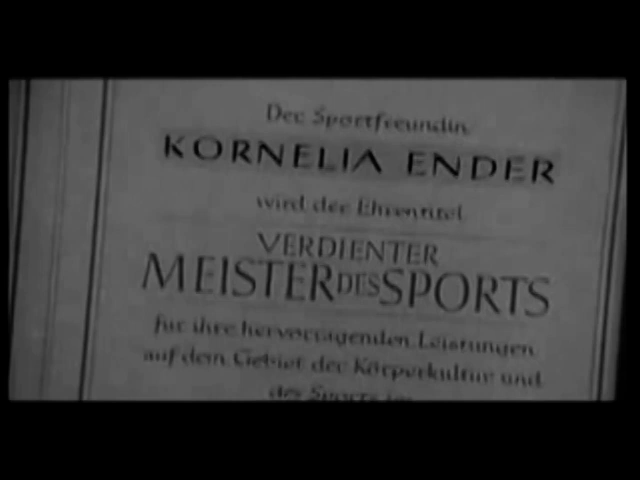 Der Sportfreundin
KORNELIA ENDER
wird der Ehrentitel
VERDIENTER
MEISTER DES SPORTS
für ihre hervorragenden Leistungen
auf dem Gebiet der Körperkultur und
des Sports